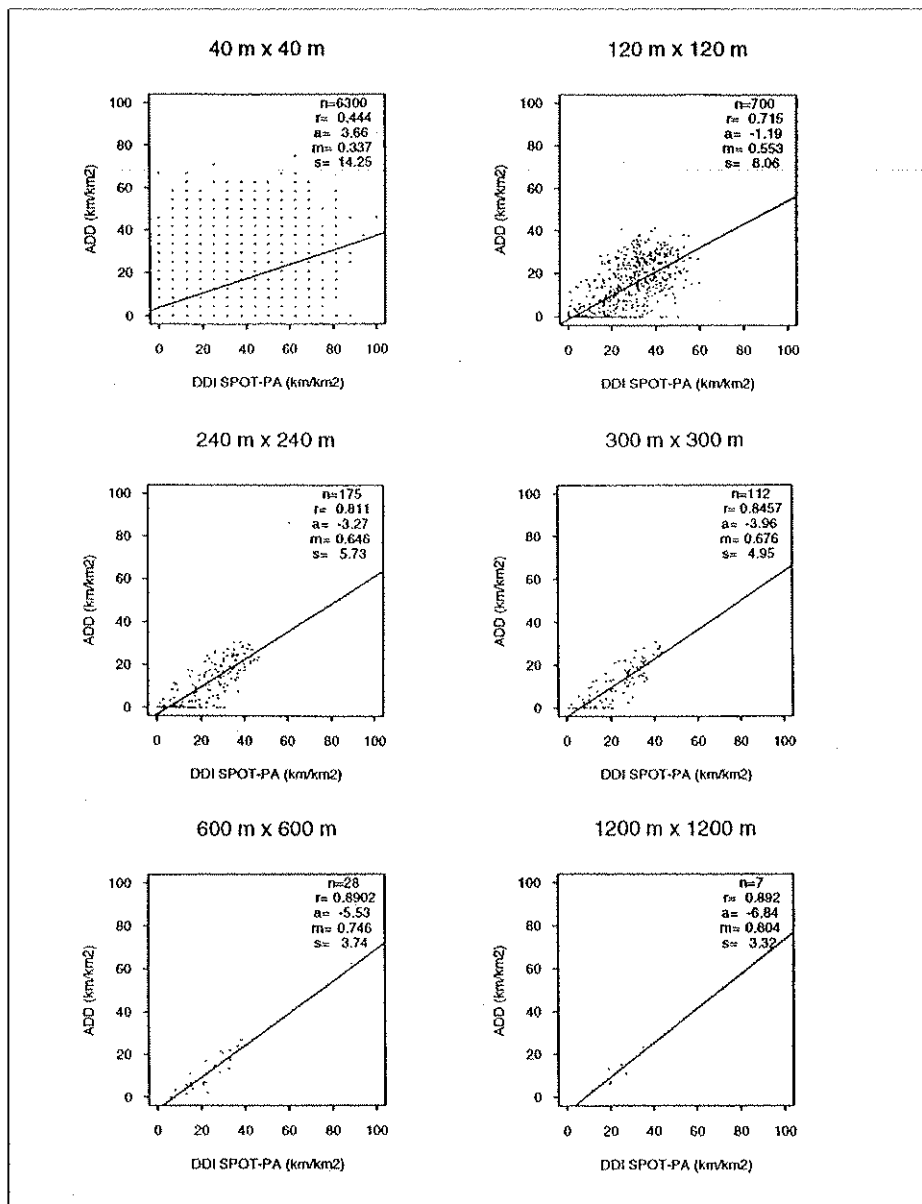 40 m x 40 m
n=6300
r= 0.444
a= 3.66
m= 0.337
s= 14.25
ADD (km/km2)
100
80
60
40
20
0
0 20 40 60 80 100
DDI SPOT-PA (km/km2)
120 m x 120 m
n=700
r= 0.715
a= -1.19
m= 0.553
s= 8.06
ADD (km/km2)
100
80
60
40
20
0
0 20 40 60 80 100
DDI SPOT-PA (km/km2)
240 m x 240 m
n=175
r= 0.811
a= -3.27
m= 0.646
s= 5.73
ADD (km/km2)
100
80
60
40
20
0
0 20 40 60 80 100
DDI SPOT-PA (km/km2)
300 m x 300 m
n=112
r= 0.8457
a= -3.96
m= 0.676
s= 4.95
ADD (km/km2)
100
80
60
40
20
0
0 20 40 60 80 100
DDI SPOT-PA (km/km2)
600 m x 600 m
n=28
r= 0.8902
a= -5.53
m= 0.746
s= 3.74
ADD (km/km2)
100
80
60
40
20
0
0 20 40 60 80 100
DDI SPOT-PA (km/km2)
1200 m x 1200 m
n=7
r= 0.892
a= -6.84
m= 0.804
s= 3.32
ADD (km/km2)
100
80
60
40
20
0
0 20 40 60 80 100
DDI SPOT-PA (km/km2)